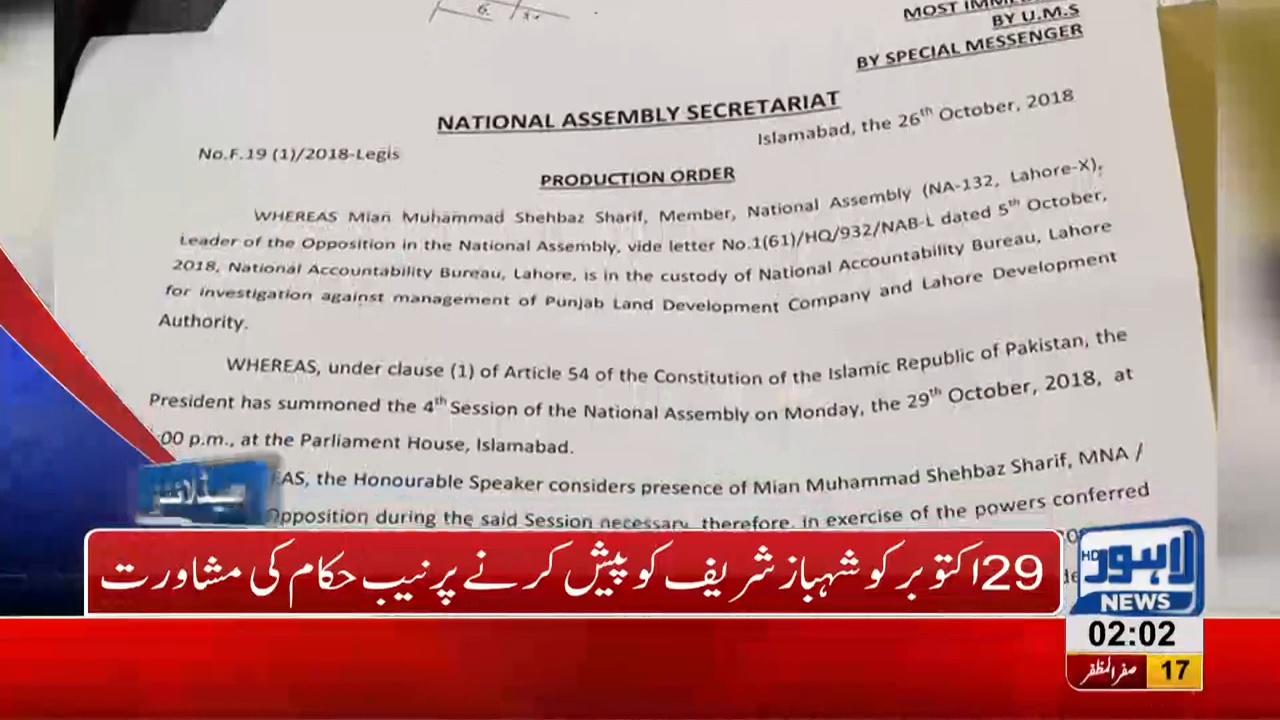 BY U.M.S
BY SPECIAL MESSENGER
NATIONAL ASSEMBLY SECRETARIAT
Islamabad, the 26th October, 2018
No.F.19 (1)/2018-Legis
PRODUCTION ORDER
WHEREAS Mian Muhammad Shehbaz Sharif, Member, National Assembly (NA-132, Lahore-X),
Leader of the Opposition in the National Assembly, vide letter No.1(61)/HQ/932/NAB-L dated 5th October,
2018, National Accountability Bureau, Lahore, is in the custody of National Accountability Bureau, Lahore
for investigation against management of Punjab Land Development Company and Lahore Development
Authority.
WHEREAS, under clause (1) of Article 54 of the Constitution of the Islamic Republic of Pakistan, the
President has summoned the 4th Session of the National Assembly on Monday, the 29th October, 2018, at
:00 p.m., at the Parliament House, Islamabad.
EAS, the Honourable Speaker considers presence of Mian Muhammad Shehbaz Sharif, MNA /
Opposition during the said Session necessary, therefore, in exercise of the powers conferred
29اکتوبر کو شہباز شریف کو پیش کرنے پر نیب حکام کی مشاورت
لاہور HD
NEWS
02:02
17 صفر المظفر